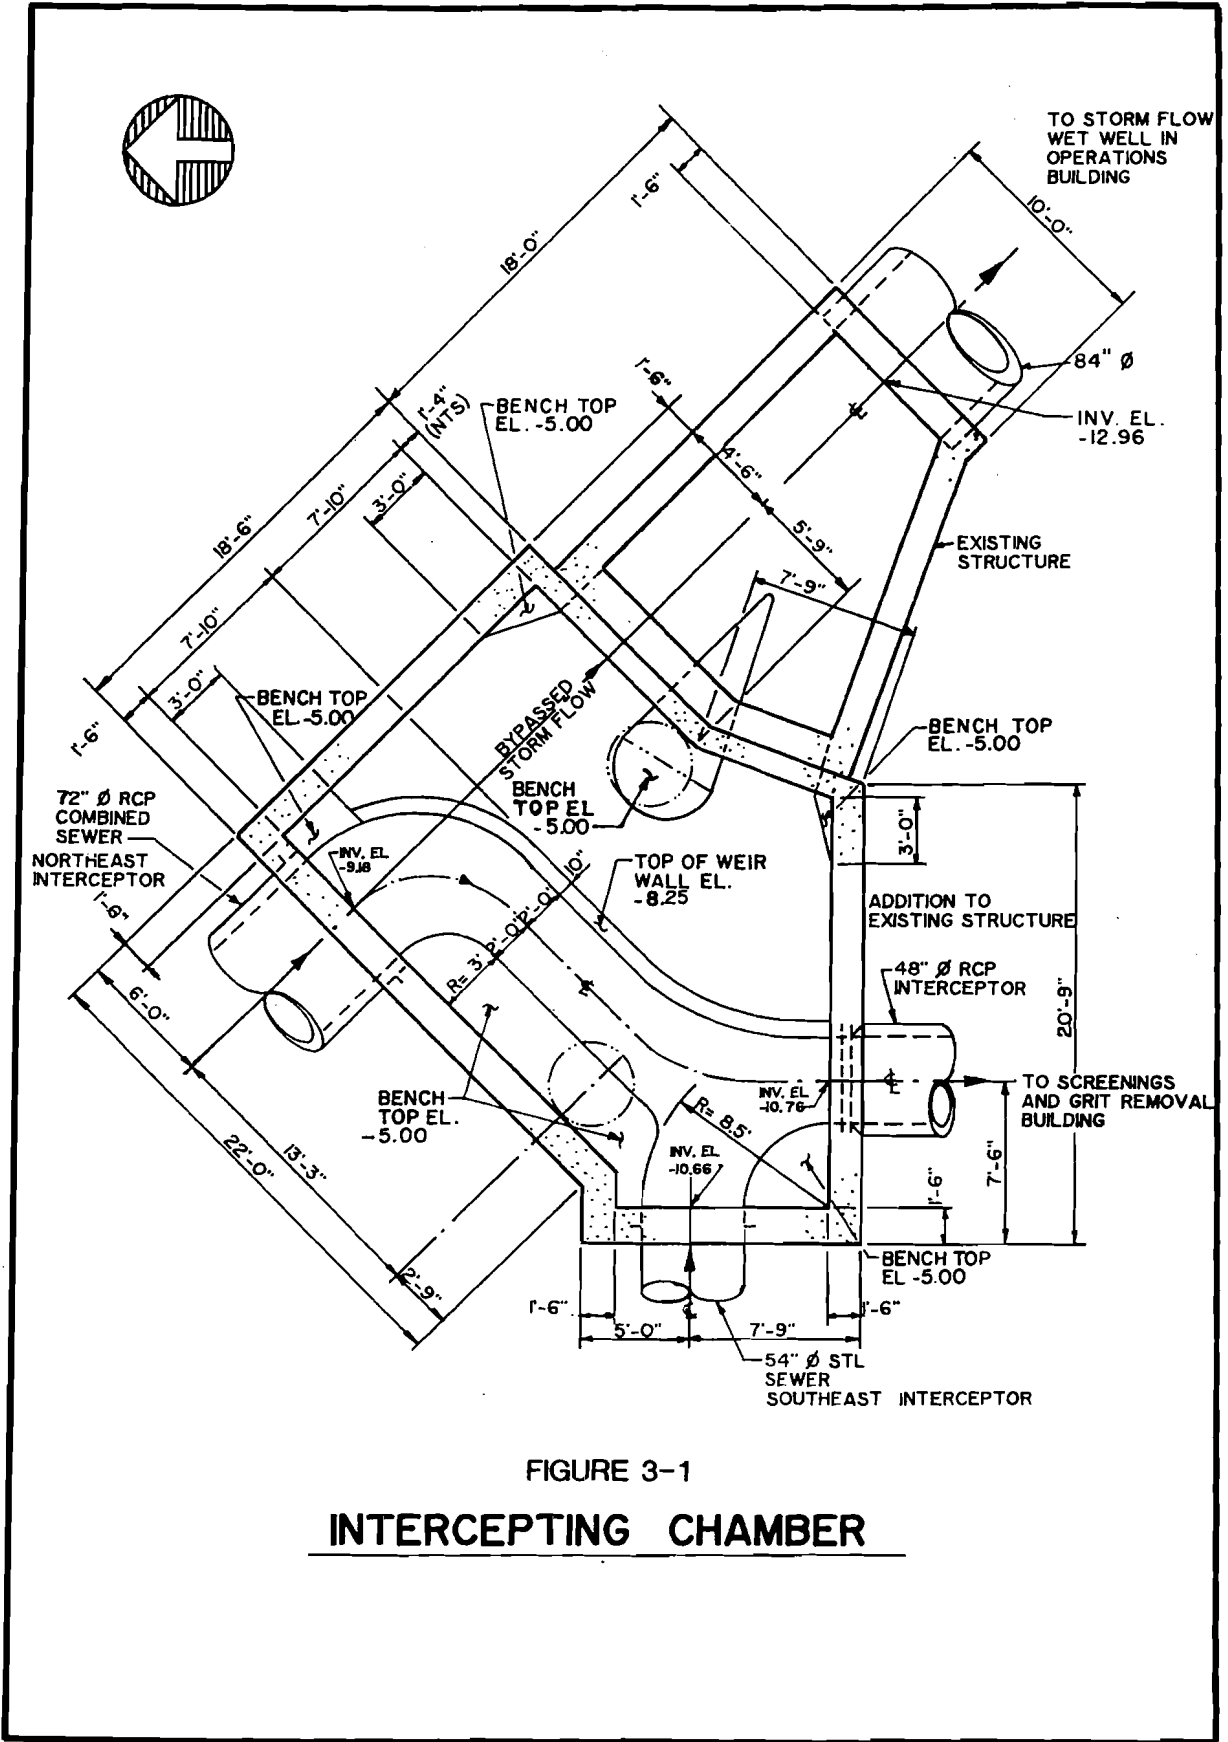 TO STORM FLOW
WET WELL IN
OPERATIONS
BUILDING
1'-6"
18'-0"
10'-0"
84" Ø
INV. EL.
-12.96
1'-6"
1'-4"
(NTS)
BENCH TOP
EL. -5.00
4'-6"
5'-9"
7'-10"
3'-0"
18'-6"
EXISTING
STRUCTURE
7'-9"
7'-10"
3'-0"
BENCH TOP
EL. -5.00
1'-6"
BYPASSED
STORM FLOW
BENCH TOP
EL. -5.00
BENCH
TOP EL
-5.00
72" Ø RCP
COMBINED
SEWER
NORTHEAST
INTERCEPTOR
INV. EL
-9.18
3'-0"
TOP OF WEIR
WALL EL.
-8.25
10"
2'-0"
2'-0"
R= 3'
1'-6"
ADDITION TO
EXISTING STRUCTURE
48" Ø RCP
INTERCEPTOR
20'-9"
6'-0"
TO SCREENINGS
AND GRIT REMOVAL
BUILDING
INV. EL
-10.76
R= 8.5'
BENCH
TOP EL.
-5.00
INV. EL
-10.66
22'-0"
13'-3"
1'-6"
7'-6"
BENCH TOP
EL -5.00
2'-9"
1'-6"
1'-6"
5'-0"
7'-9"
54" Ø STL
SEWER
SOUTHEAST INTERCEPTOR
FIGURE 3-1
INTERCEPTING CHAMBER